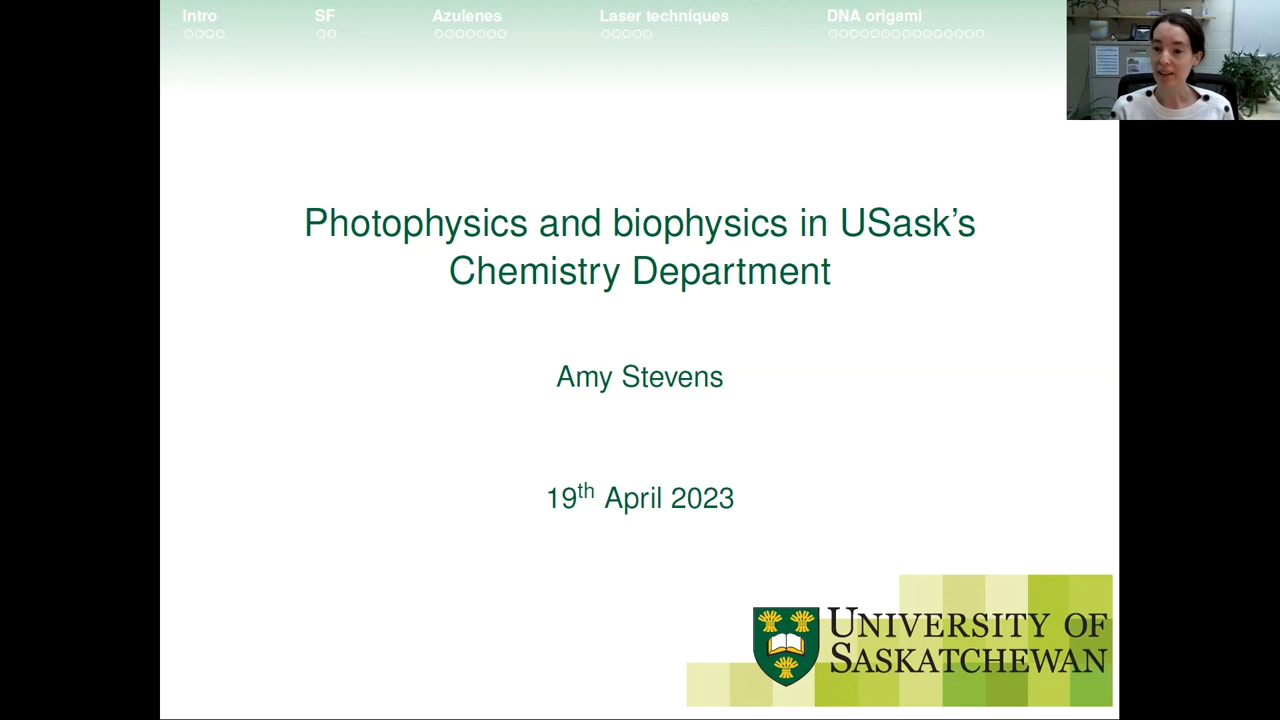 Intro SF Azulenes Laser techniques DNA origami
Photophysics and biophysics in USask's
Chemistry Department
Amy Stevens
19th April 2023
UNIVERSITY OF
SASKATCHEWAN